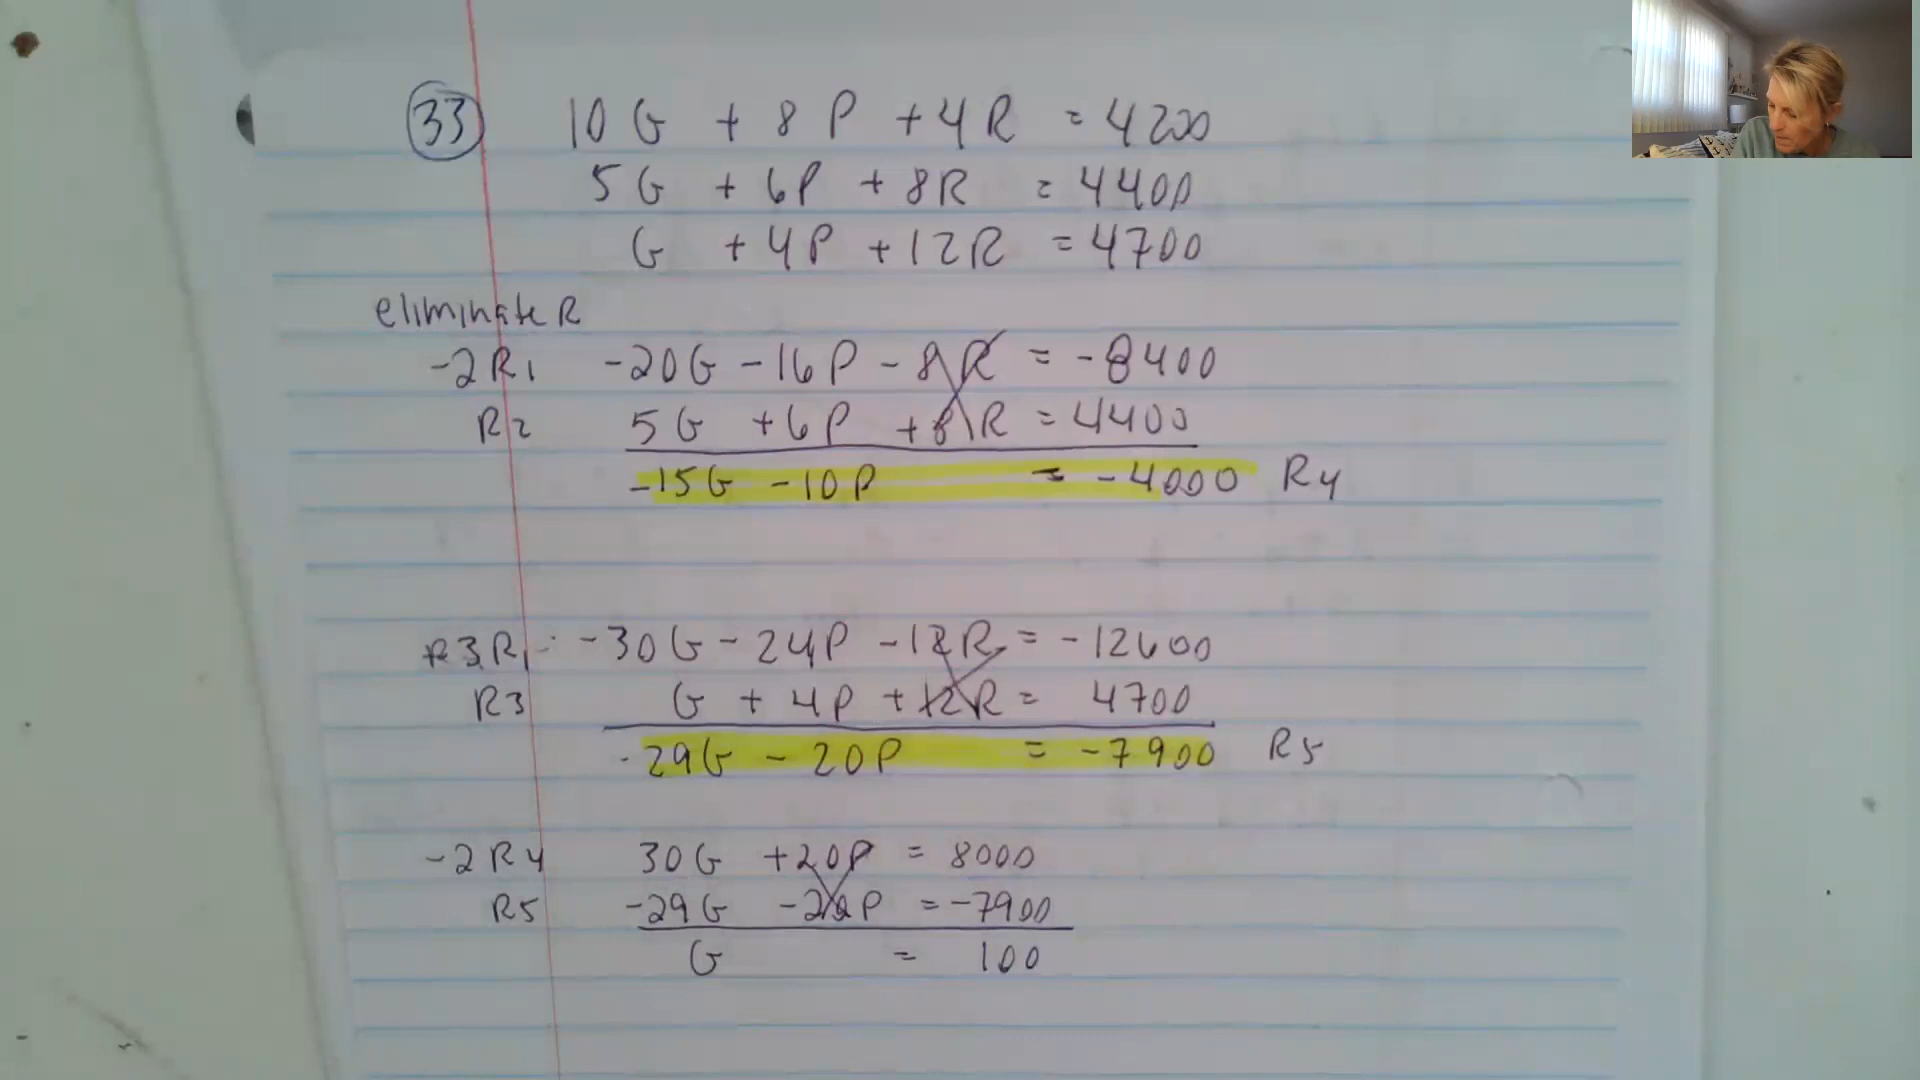 33 10G + 8P + 4R = 4200
5G + 6P + 8R = 4400
G + 4P + 12R = 4700
eliminate R
-2R1 -20G - 16P - 8R = -8400
R2 5G + 6P + 8R = 4400
-15G - 10P = -4000 R4
-3R1 -30G - 24P - 12R = -12600
R3 G + 4P + 12R = 4700
-29G - 20P = -7900 R5
-2R4 30G + 20P = 8000
R5 -29G - 20P = -7900
G = 100